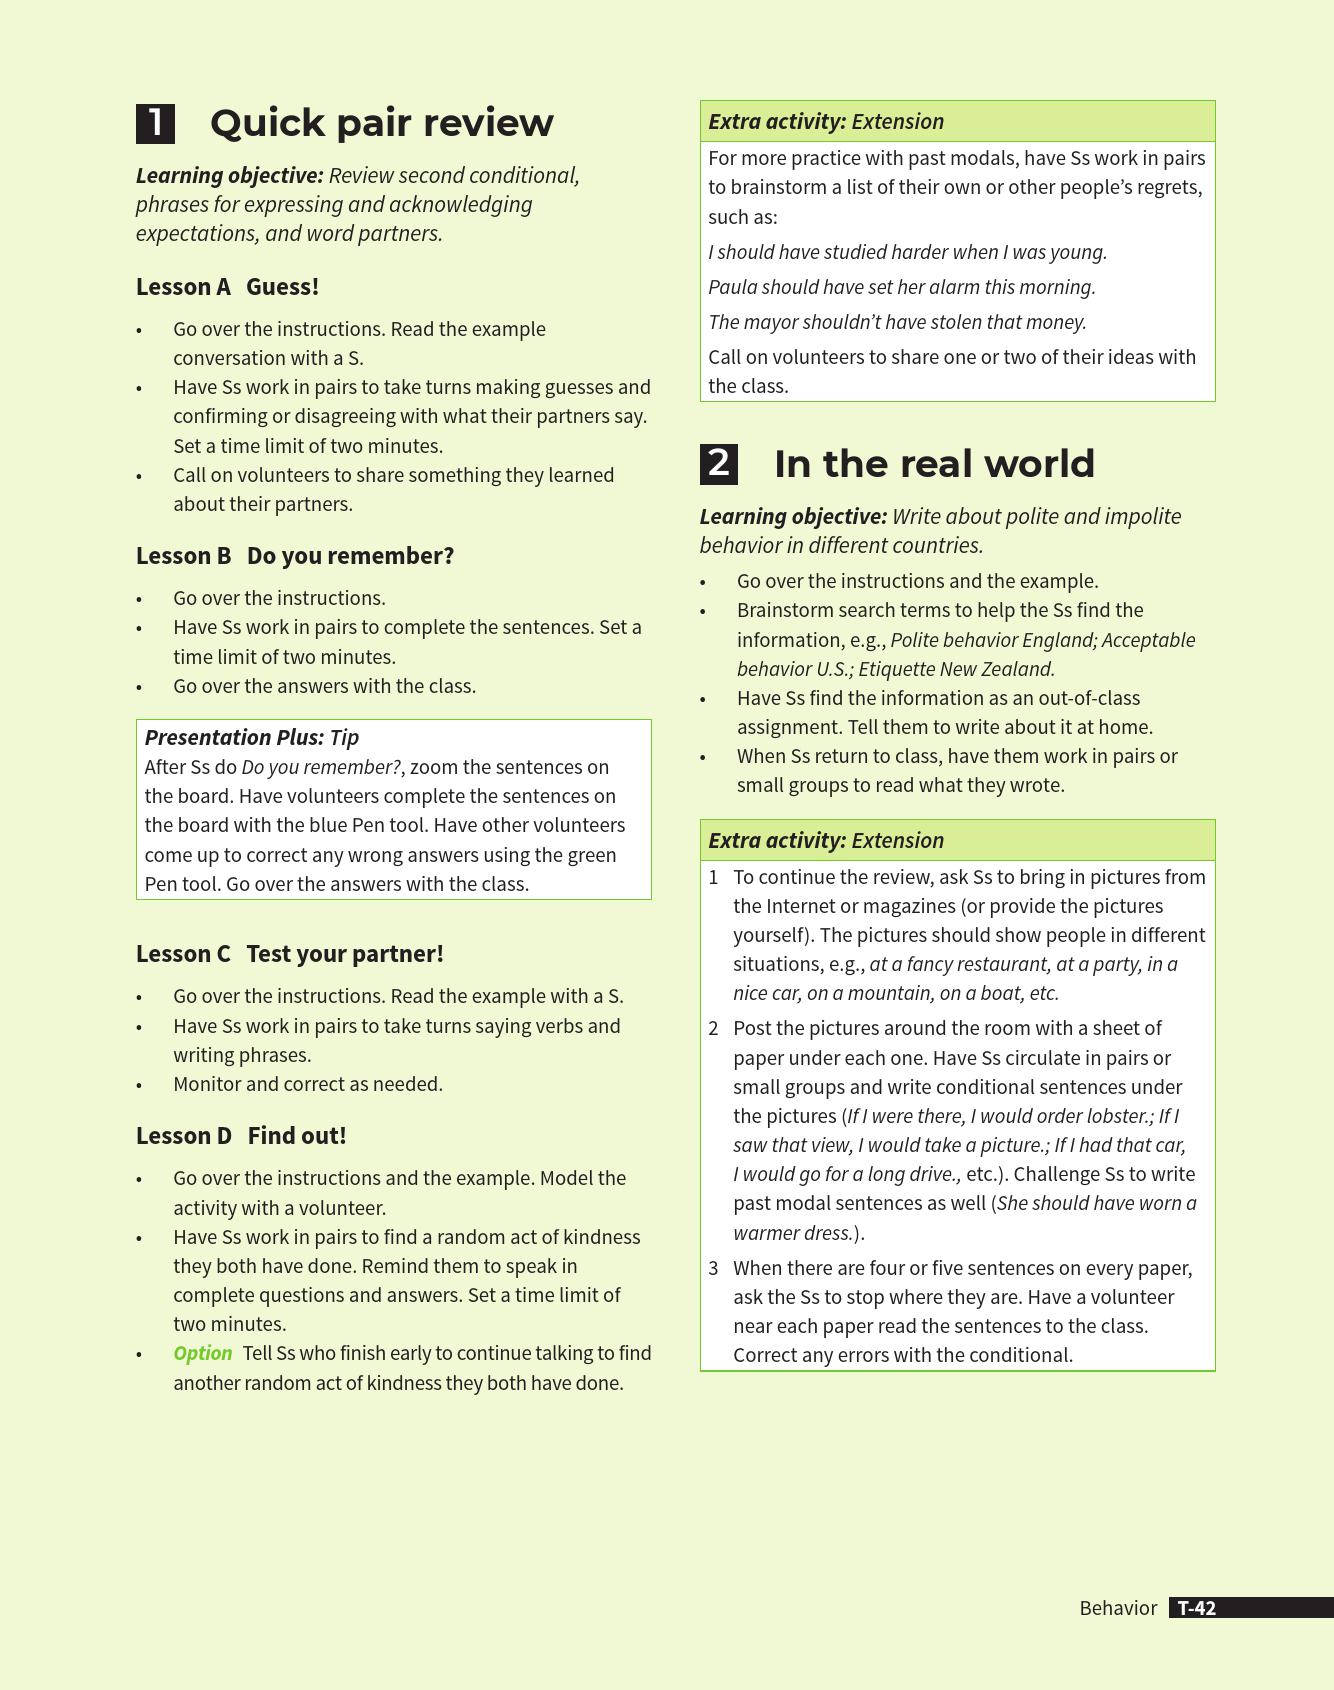 1 Quick pair review
Learning objective: Review second conditional,
phrases for expressing and acknowledging
expectations, and word partners.
Lesson A Guess!
• Go over the instructions. Read the example
conversation with a S.
• Have Ss work in pairs to take turns making guesses and
confirming or disagreeing with what their partners say.
Set a time limit of two minutes.
• Call on volunteers to share something they learned
about their partners.
Lesson B Do you remember?
• Go over the instructions.
• Have Ss work in pairs to complete the sentences. Set a
time limit of two minutes.
• Go over the answers with the class.
Presentation Plus: Tip
After Ss do Do you remember?, zoom the sentences on
the board. Have volunteers complete the sentences on
the board with the blue Pen tool. Have other volunteers
come up to correct any wrong answers using the green
Pen tool. Go over the answers with the class.
Lesson C Test your partner!
• Go over the instructions. Read the example with a S.
• Have Ss work in pairs to take turns saying verbs and
writing phrases.
• Monitor and correct as needed.
Lesson D Find out!
• Go over the instructions and the example. Model the
activity with a volunteer.
• Have Ss work in pairs to find a random act of kindness
they both have done. Remind them to speak in
complete questions and answers. Set a time limit of
two minutes.
• Option Tell Ss who finish early to continue talking to find
another random act of kindness they both have done.
Extra activity: Extension
For more practice with past modals, have Ss work in pairs
to brainstorm a list of their own or other people’s regrets,
such as:
I should have studied harder when I was young.
Paula should have set her alarm this morning.
The mayor shouldn’t have stolen that money.
Call on volunteers to share one or two of their ideas with
the class.
2 In the real world
Learning objective: Write about polite and impolite
behavior in different countries.
• Go over the instructions and the example.
• Brainstorm search terms to help the Ss find the
information, e.g., Polite behavior England; Acceptable
behavior U.S.; Etiquette New Zealand.
• Have Ss find the information as an out-of-class
assignment. Tell them to write about it at home.
• When Ss return to class, have them work in pairs or
small groups to read what they wrote.
Extra activity: Extension
1 To continue the review, ask Ss to bring in pictures from
the Internet or magazines (or provide the pictures
yourself). The pictures should show people in different
situations, e.g., at a fancy restaurant, at a party, in a
nice car, on a mountain, on a boat, etc.
2 Post the pictures around the room with a sheet of
paper under each one. Have Ss circulate in pairs or
small groups and write conditional sentences under
the pictures (If I were there, I would order lobster.; If I
saw that view, I would take a picture.; If I had that car,
I would go for a long drive., etc.). Challenge Ss to write
past modal sentences as well (She should have worn a
warmer dress.).
3 When there are four or five sentences on every paper,
ask the Ss to stop where they are. Have a volunteer
near each paper read the sentences to the class.
Correct any errors with the conditional.
Behavior T-42